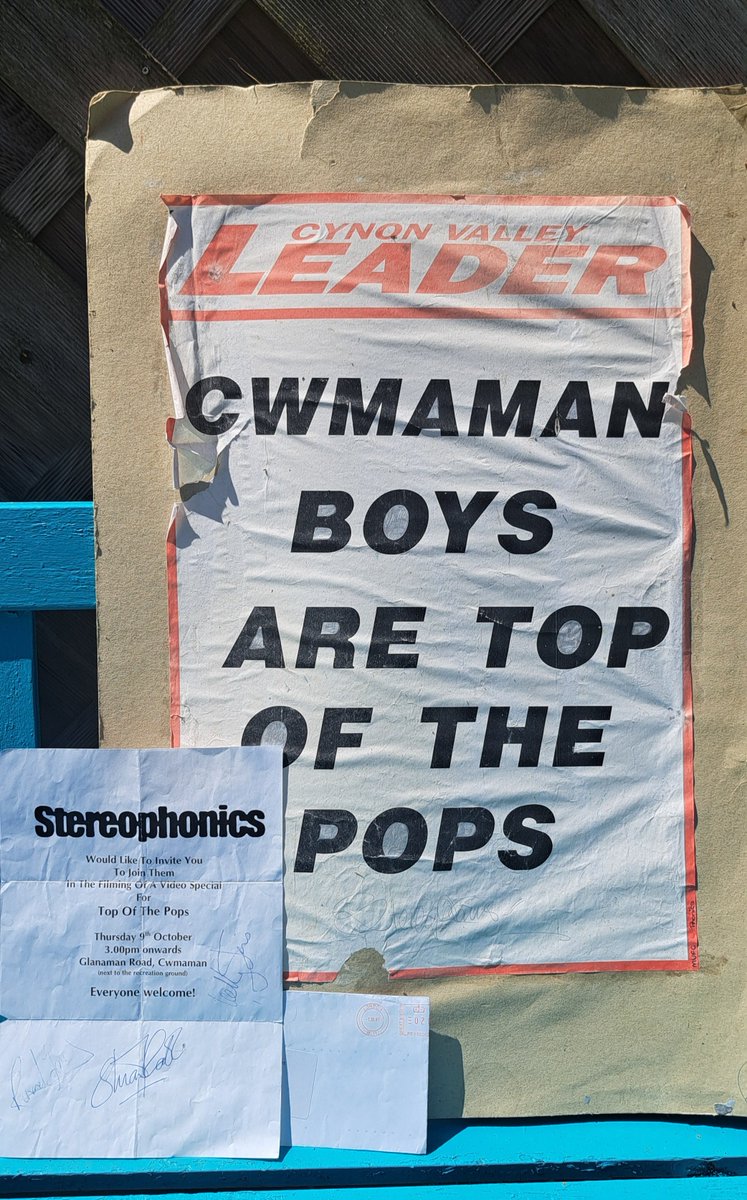 CYNON VALLEY
LEADER
CWMAMAN
BOYS
ARE TOP
OF THE
POPS
Stereophonics
Would Like To Invite You
To Join Them
In The Filming Of A Video Special
For
Top Of The Pops
Thursday 9th October
3.00pm onwards
Glanaman Road, Cwmaman
(next to the recreation ground)
Everyone welcome!